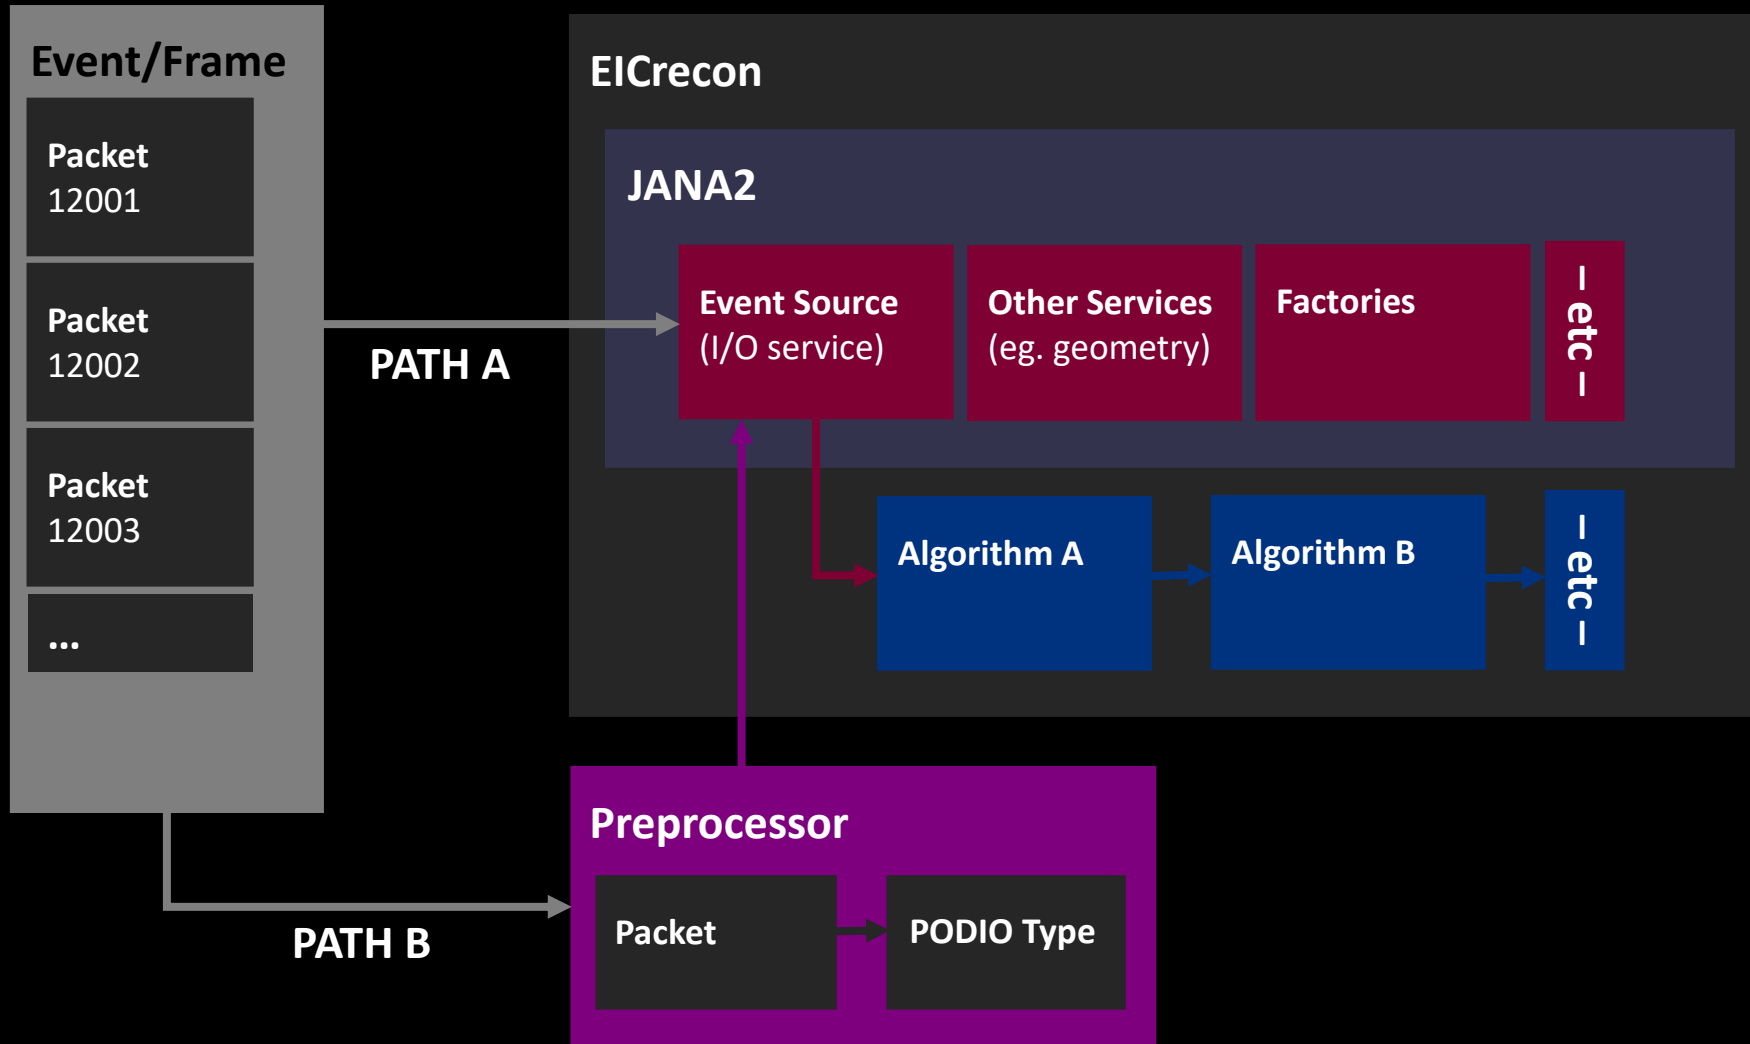 Event/Frame
Packet
12001
Packet
12002
Packet
12003
...
PATH A
PATH B
EICrecon
JANA2
Event Source
(I/O service)
Other Services
(eg. geometry)
Factories
– etc –
Algorithm A
Algorithm B
– etc –
Preprocessor
Packet
PODIO Type